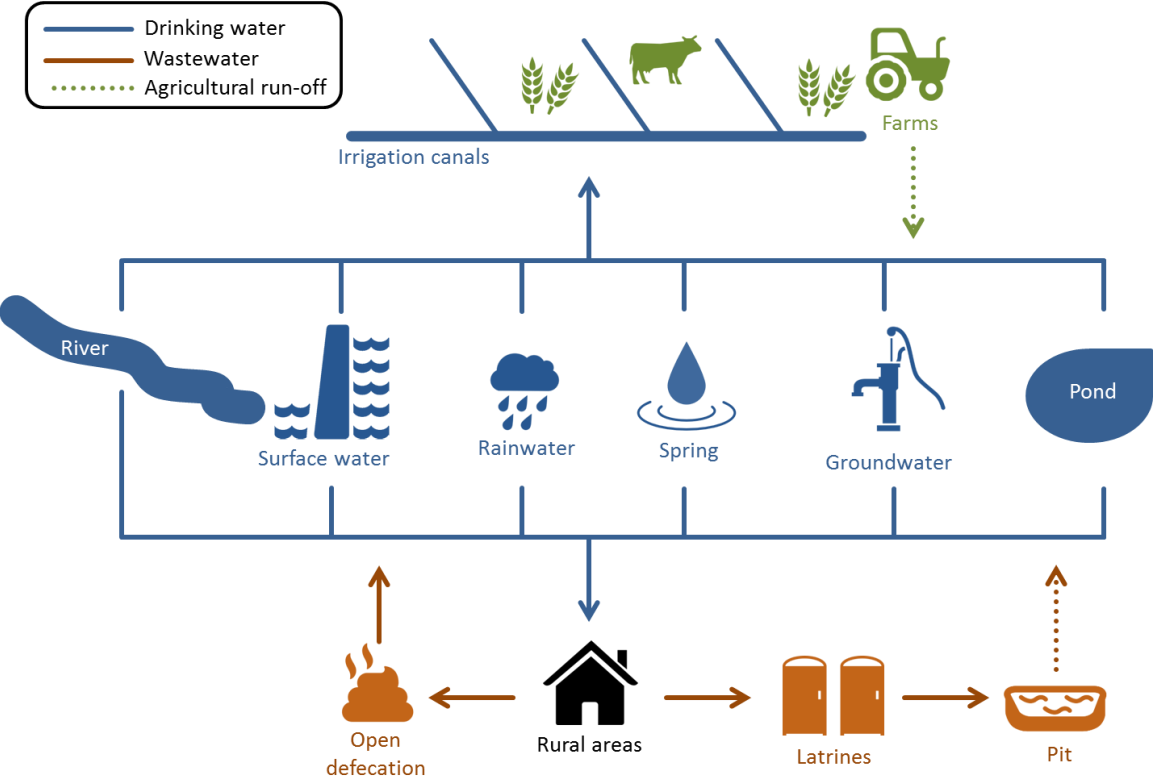 Drinking water
Wastewater
Agricultural run-off
Farms
Irrigation canals
River
Pond
Surface water
Rainwater
Spring
Groundwater
Open
defecation
Rural areas
Latrines
Pit